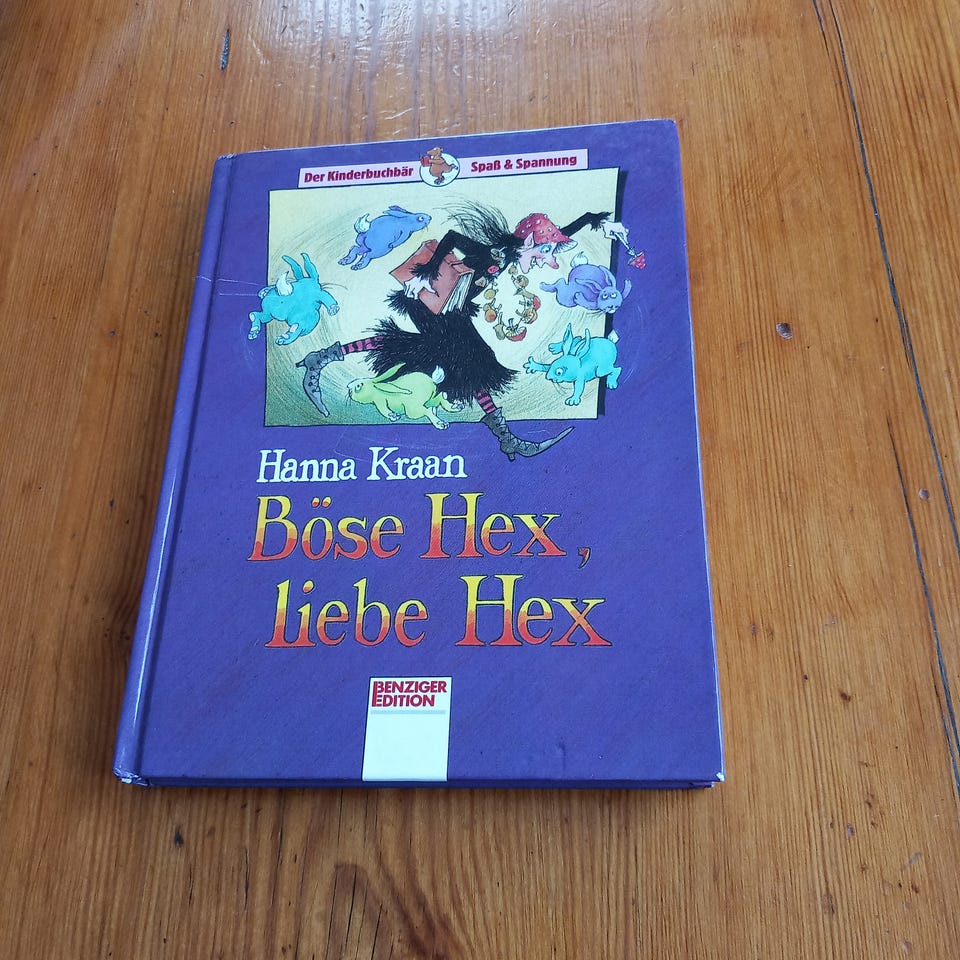 Der Kinderbuchbär Spaß & Spannung
Hanna Kraan
Böse Hex,
liebe Hex
BENZIGER
EDITION